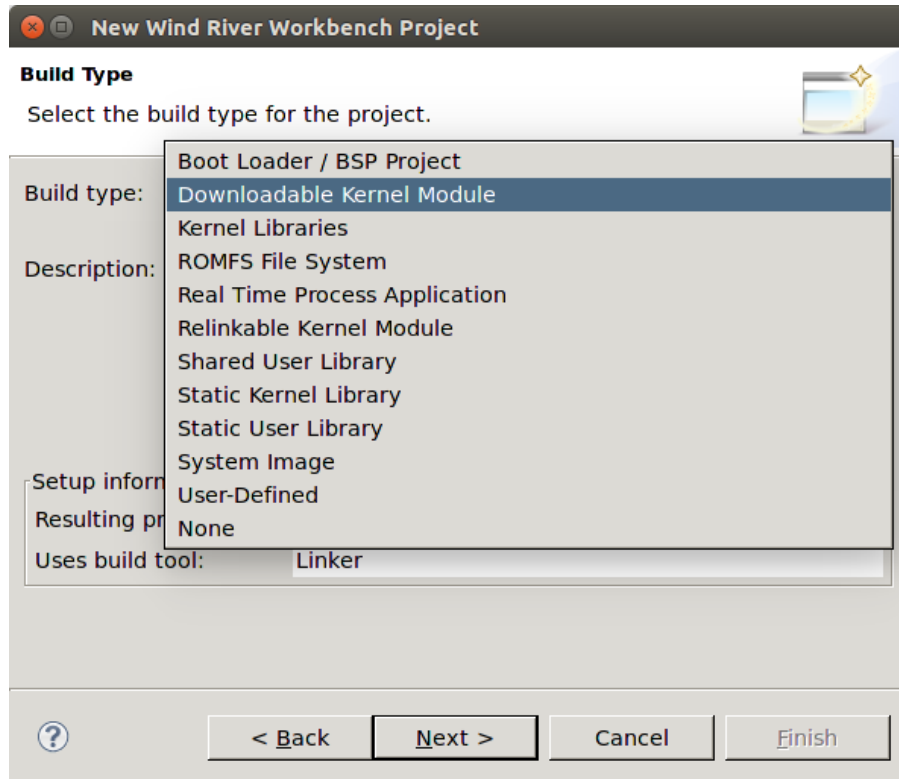 New Wind River Workbench Project
Build Type
Select the build type for the project.
Build type:
Boot Loader / BSP Project
Downloadable Kernel Module
Kernel Libraries
Description:
ROMFS File System
Real Time Process Application
Relinkable Kernel Module
Shared User Library
Static Kernel Library
Static User Library
System Image
User-Defined
None
Setup
Resulting
Uses build tool: Linker
? < Back Next > Cancel Finish